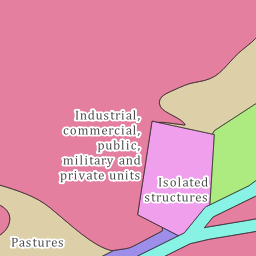 Industrial,
commercial,
public,
military and
private units
Isolated
structures
Pastures